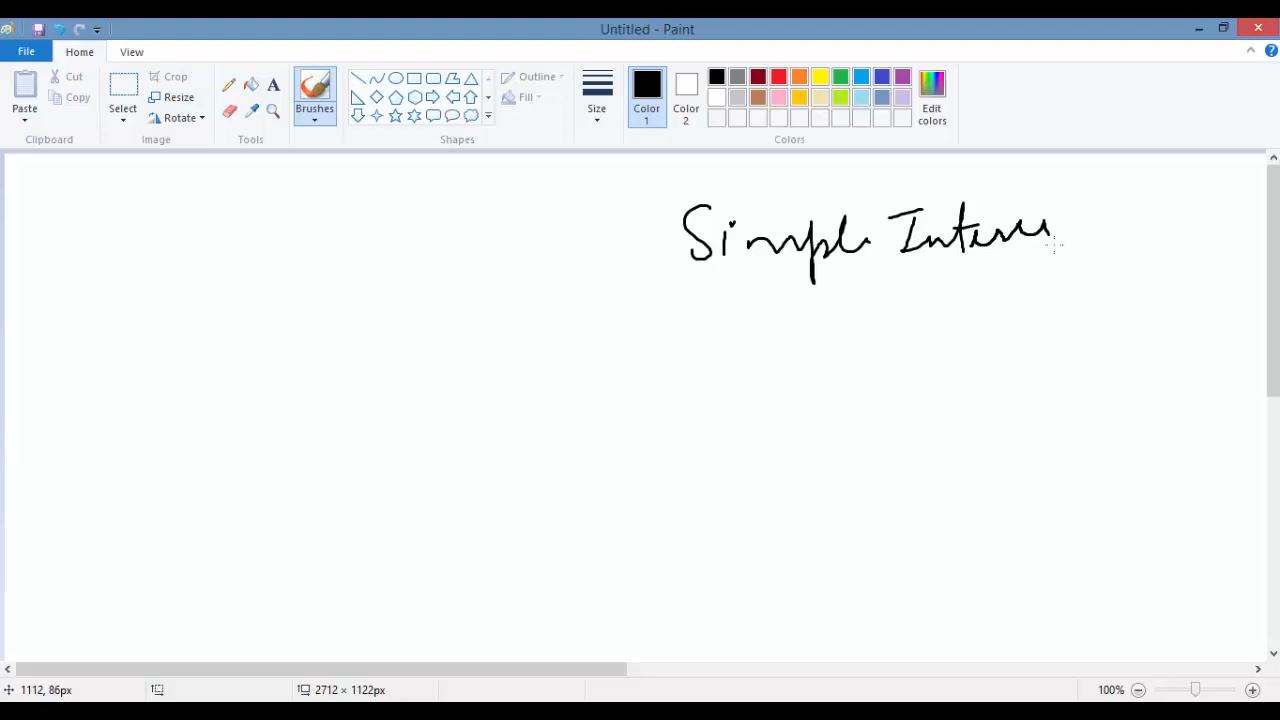 Untitled - Paint
File Home View
Paste
Cut
Copy
Clipboard
Select
Crop
Resize
Rotate
Image
A
Tools
Brushes
Shapes
Outline
Fill
Size
Color 1
Color 2
Edit colors
Colors
Simple Intere
1112, 86px
2712 × 1122px
100%